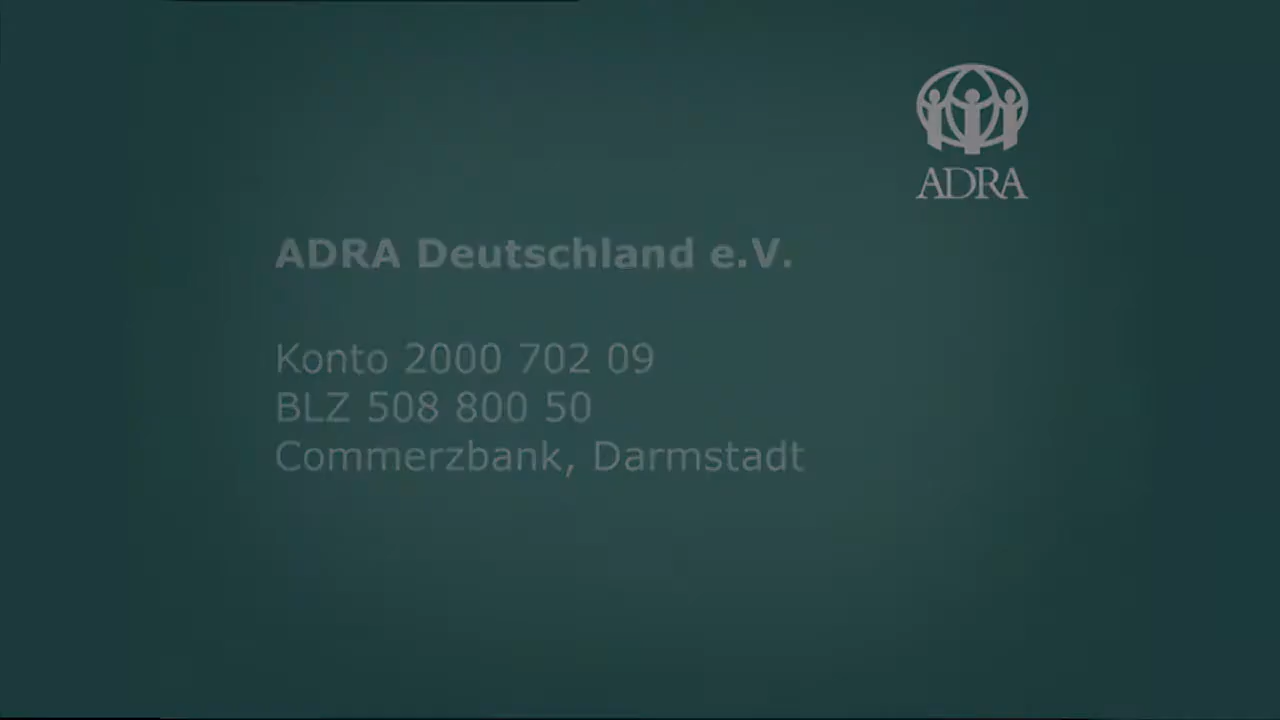 ADRA
ADRA Deutschland e.V.
Konto 2000 702 09
BLZ 508 800 50
Commerzbank, Darmstadt